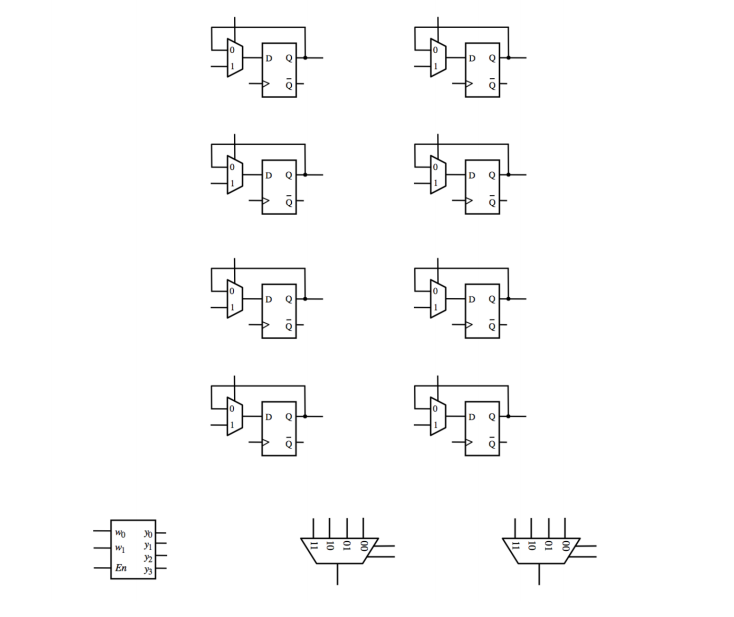 0 D Q 0 D Q
1 Q̅ 1 Q̅
0 D Q 0 D Q
1 Q̅ 1 Q̅
0 D Q 0 D Q
1 Q̅ 1 Q̅
0 D Q 0 D Q
1 Q̅ 1 Q̅
w₀ y₀
w₁ y₁
y₂
En y₃
11 10 01 00
11 10 01 00